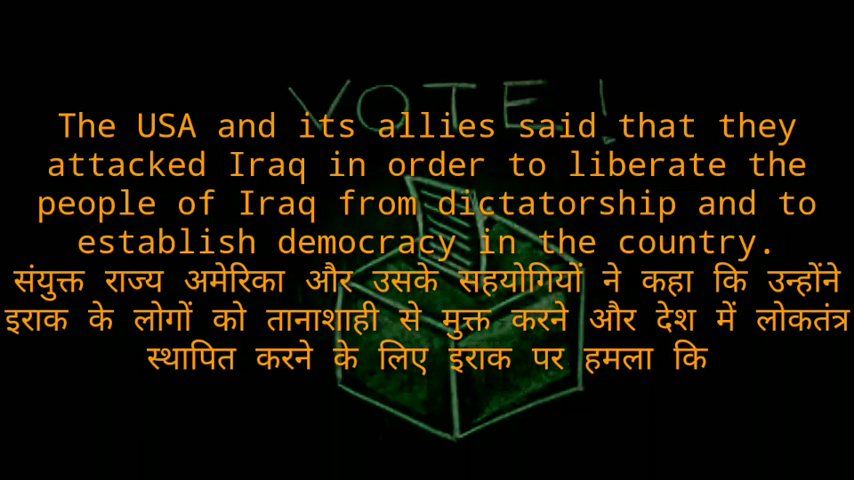 VOTE!
The USA and its allies said that they
attacked Iraq in order to liberate the
people of Iraq from dictatorship and to
establish democracy in the country.
संयुक्त राज्य अमेरिका और उसके सहयोगियों ने कहा कि उन्होंने
इराक के लोगों को तानाशाही से मुक्त करने और देश में लोकतंत्र
स्थापित करने के लिए इराक पर हमला कि